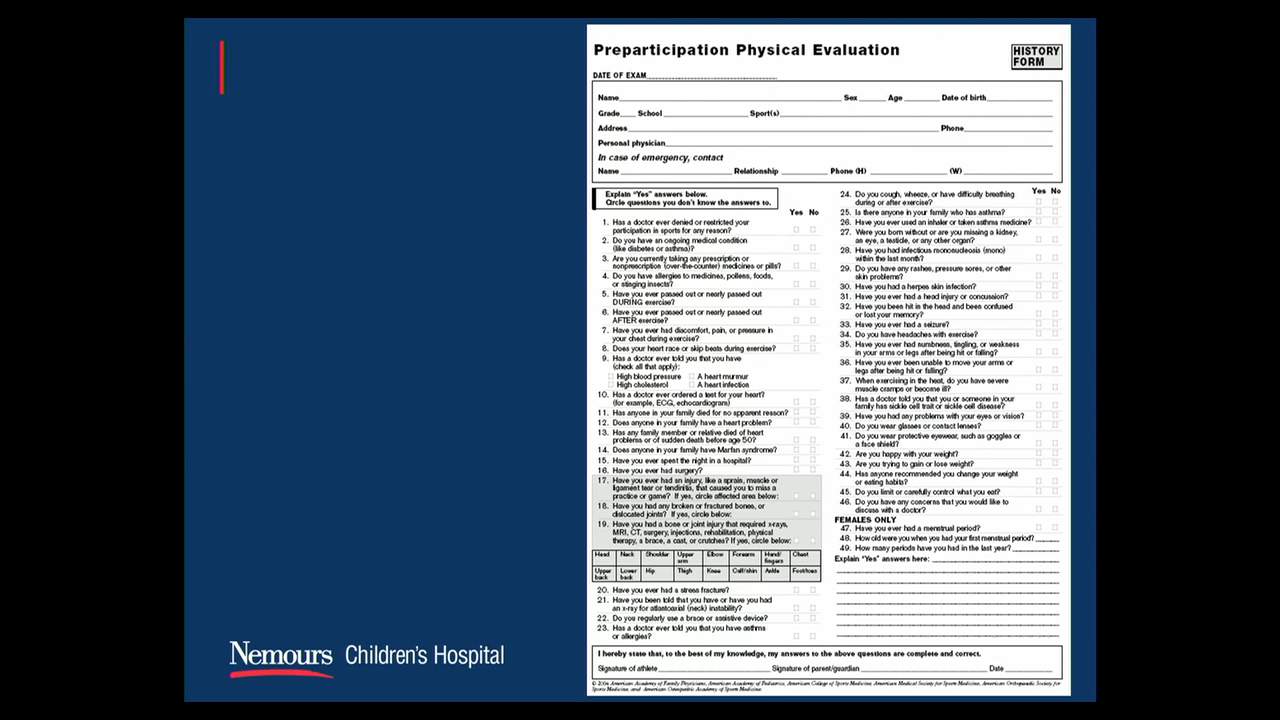 Preparticipation Physical Evaluation
HISTORY
FORM
DATE OF EXAM
Name Sex Age Date of birth
Grade School Sport(s)
Address Phone
Personal physician
In case of emergency, contact
Name Relationship Phone (H) (W)
Explain "Yes" answers below.
Circle questions you don't know the answers to.
Yes No
1. Has a doctor ever denied or restricted your
participation in sports for any reason?
2. Do you have an ongoing medical condition
(like diabetes or asthma)?
3. Are you currently taking any prescription or
nonprescription (over-the-counter) medicines or pills?
4. Do you have allergies to medicines, pollens, foods,
or stinging insects?
5. Have you ever passed out or nearly passed out
DURING exercise?
6. Have you ever passed out or nearly passed out
AFTER exercise?
7. Have you ever had discomfort, pain, or pressure in
your chest during exercise?
8. Does your heart race or skip beats during exercise?
9. Has a doctor ever told you that you have
(check all that apply):
High blood pressure A heart murmur
High cholesterol A heart infection
10. Has a doctor ever ordered a test for your heart?
(for example, ECG, echocardiogram)
11. Has anyone in your family died for no apparent reason?
12. Does anyone in your family have a heart problem?
13. Has any family member or relative died of heart
problems or of sudden death before age 50?
14. Does anyone in your family have Marfan syndrome?
15. Have you ever spent the night in a hospital?
16. Have you ever had surgery?
17. Have you ever had an injury, like a sprain, muscle or
ligament tear or tendinitis, that caused you to miss a
practice or game? If yes, circle affected area below:
18. Have you had any broken or fractured bones, or
dislocated joints? If yes, circle below:
19. Have you had a bone or joint injury that required x-rays,
MRI, CT, surgery, injections, rehabilitation, physical
therapy, a brace, a cast, or crutches? If yes, circle below:
Head Neck Shoulder Upper arm Elbow Forearm Hand/fingers Chest
Upper back Lower back Hip Thigh Knee Calf/shin Ankle Foot/toes
20. Have you ever had a stress fracture?
21. Have you been told that you have or have you had
an x-ray for atlantoaxial (neck) instability?
22. Do you regularly use a brace or assistive device?
23. Has a doctor ever told you that you have asthma
or allergies?
Yes No
24. Do you cough, wheeze, or have difficulty breathing
during or after exercise?
25. Is there anyone in your family who has asthma?
26. Have you ever used an inhaler or taken asthma medicine?
27. Were you born without or are you missing a kidney,
an eye, a testicle, or any other organ?
28. Have you had infectious mononucleosis (mono)
within the last month?
29. Do you have any rashes, pressure sores, or other
skin problems?
30. Have you had a herpes skin infection?
31. Have you ever had a head injury or concussion?
32. Have you been hit in the head and been confused
or lost your memory?
33. Have you ever had a seizure?
34. Do you have headaches with exercise?
35. Have you ever had numbness, tingling, or weakness
in your arms or legs after being hit or falling?
36. Have you ever been unable to move your arms or
legs after being hit or falling?
37. When exercising in the heat, do you have severe
muscle cramps or become ill?
38. Has a doctor told you that you or someone in your
family has sickle cell trait or sickle cell disease?
39. Have you had any problems with your eyes or vision?
40. Do you wear glasses or contact lenses?
41. Do you wear protective eyewear, such as goggles or
a face shield?
42. Are you happy with your weight?
43. Are you trying to gain or lose weight?
44. Has anyone recommended you change your weight
or eating habits?
45. Do you limit or carefully control what you eat?
46. Do you have any concerns that you would like to
discuss with a doctor?
FEMALES ONLY
47. Have you ever had a menstrual period?
48. How old were you when you had your first menstrual period?
49. How many periods have you had in the last year?
Explain "Yes" answers here:
I hereby state that, to the best of my knowledge, my answers to the above questions are complete and correct.
Signature of athlete Signature of parent/guardian Date
© 2004 American Academy of Family Physicians, American Academy of Pediatrics, American College of Sports Medicine, American Medical Society for Sports Medicine, American Orthopaedic Society for
Sports Medicine, and American Osteopathic Academy of Sports Medicine.
Nemours Children's Hospital